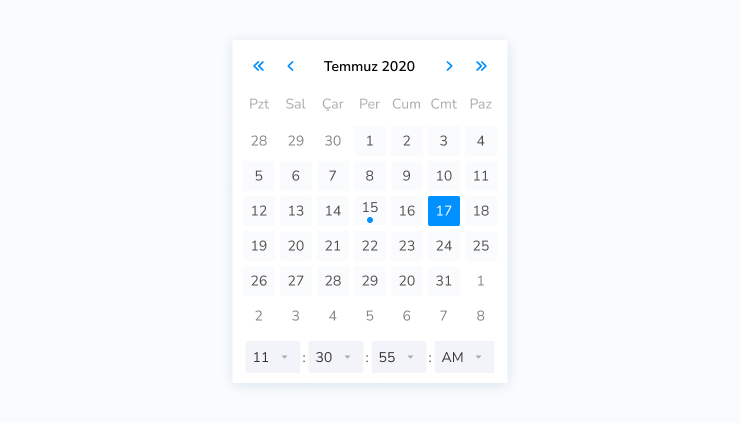 Temmuz 2020
Pzt Sal Çar Per Cum Cmt Paz
28 29 30 1 2 3 4
5 6 7 8 9 10 11
12 13 14 15 16 17 18
19 20 21 22 23 24 25
26 27 28 29 20 31 1
2 3 4 5 6 7 8
11 : 30 : 55 : AM